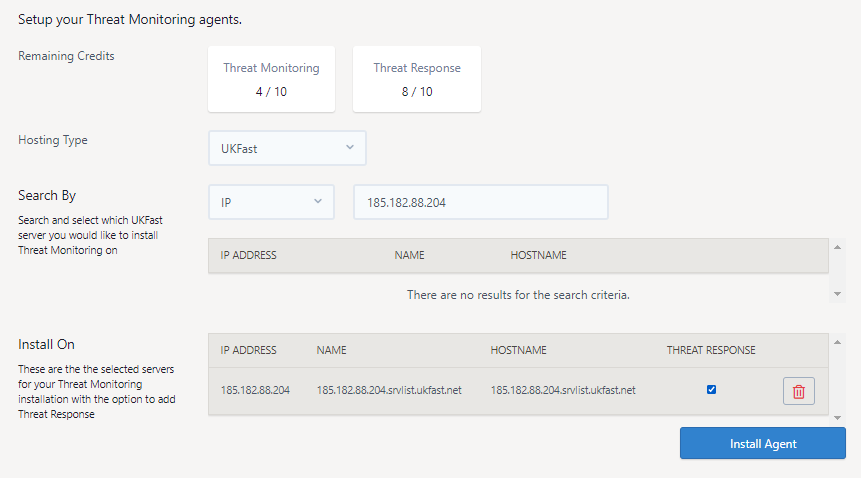 Setup your Threat Monitoring agents.
Remaining Credits
Threat Monitoring
4 / 10
Threat Response
8 / 10
Hosting Type
UKFast
Search By
IP
185.182.88.204
Search and select which UKFast
server you would like to install
Threat Monitoring on
IP ADDRESS NAME HOSTNAME
There are no results for the search criteria.
Install On
These are the the selected servers
for your Threat Monitoring
installation with the option to add
Threat Response
IP ADDRESS NAME HOSTNAME THREAT RESPONSE
185.182.88.204 185.182.88.204.srvlist.ukfast.net 185.182.88.204.srvlist.ukfast.net
Install Agent